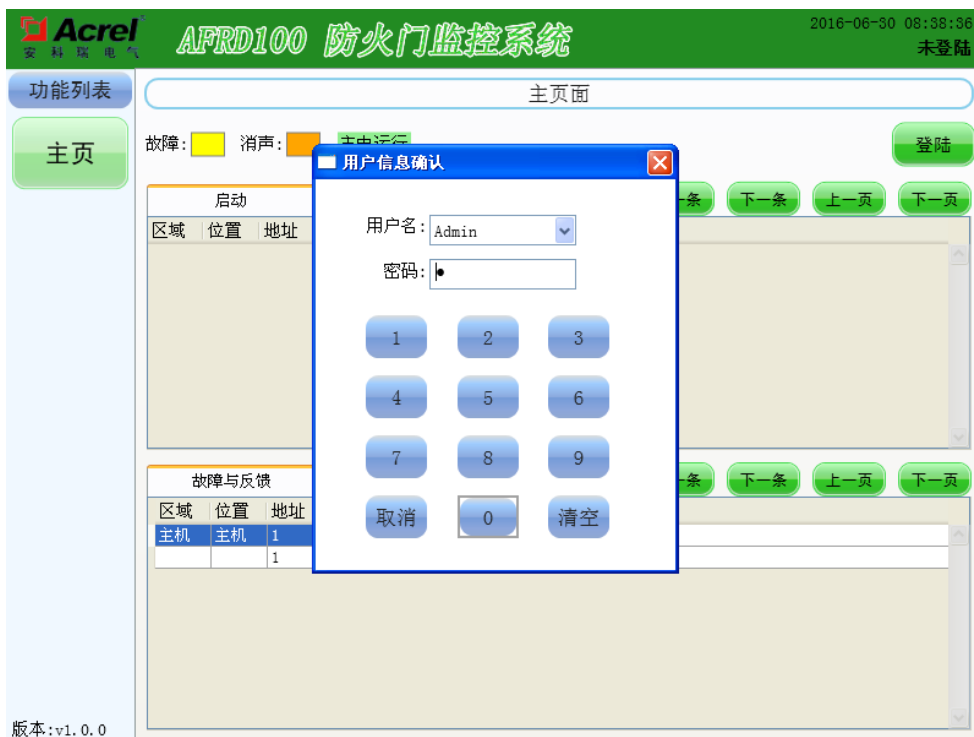 Acrel
安科瑞电气
AFRD100 防火门监控系统
2016-06-30 08:38:36
未登陆
功能列表
主页面
主页
故障:
消声:
主电运行
登陆
用户信息确认
启动
条
下一条
上一页
下一页
区域 位置 地址
用户名: Admin
密码: ●
1 2 3
4 5 6
7 8 9
取消 0 清空
故障与反馈
条
下一条
上一页
下一页
区域 位置 地址
主机 主机 1
1
版本:v1.0.0